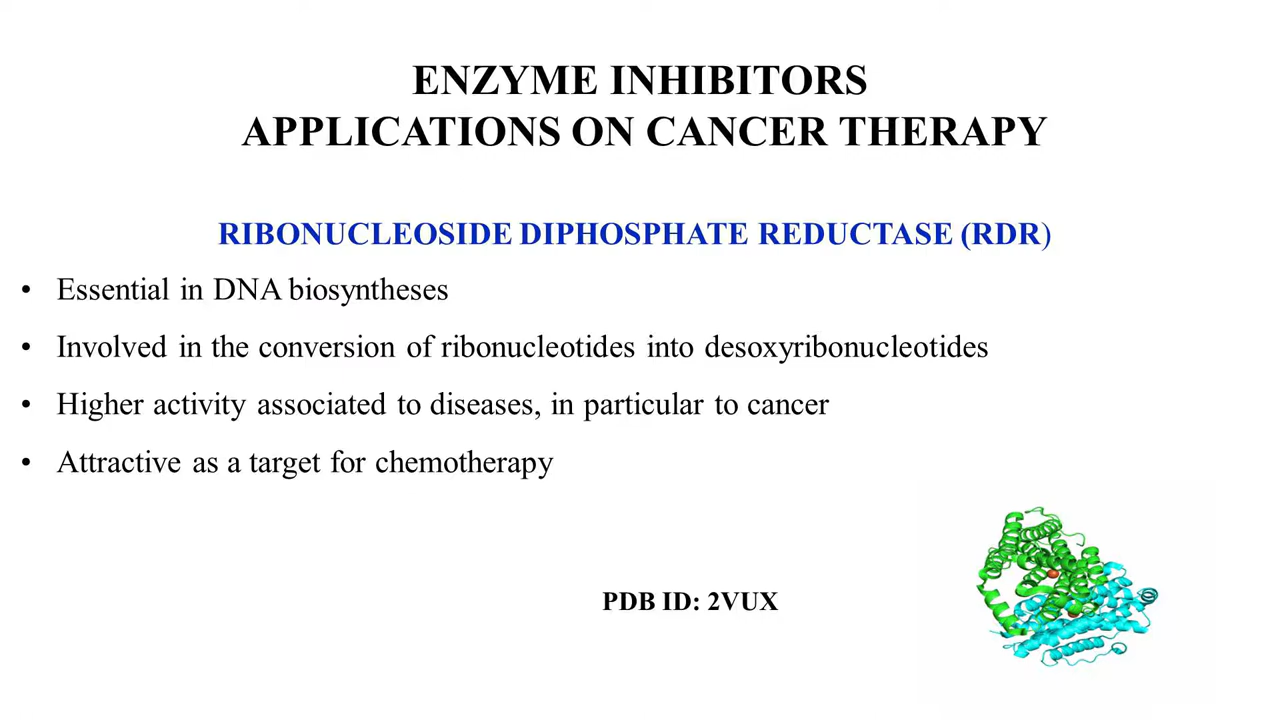 ENZYME INHIBITORS
APPLICATIONS ON CANCER THERAPY
RIBONUCLEOSIDE DIPHOSPHATE REDUCTASE (RDR)
• Essential in DNA biosyntheses
• Involved in the conversion of ribonucleotides into desoxyribonucleotides
• Higher activity associated to diseases, in particular to cancer
• Attractive as a target for chemotherapy
PDB ID: 2VUX